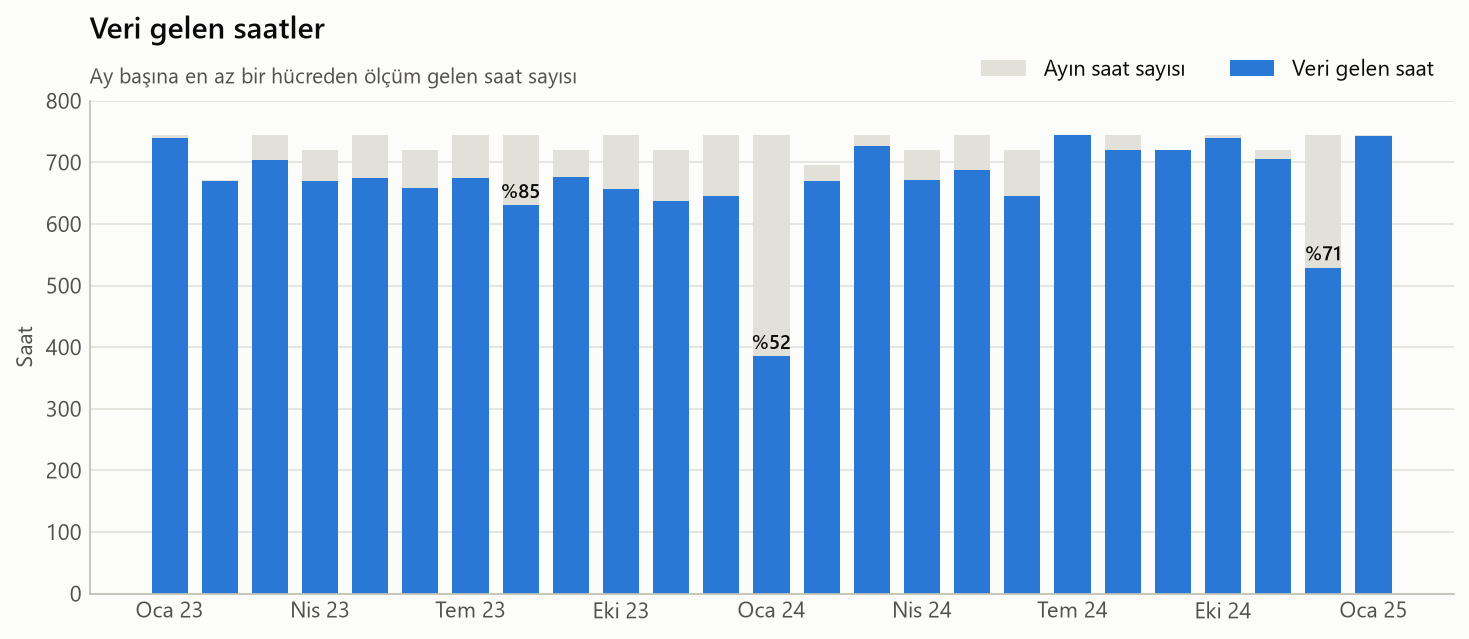 Veri gelen saatler
Ay başına en az bir hücreden ölçüm gelen saat sayısı
Ayın saat sayısı
Veri gelen saat
Saat
800
700
600
500
400
300
200
100
0
%85
%52
%71
Oca 23
Nis 23
Tem 23
Eki 23
Oca 24
Nis 24
Tem 24
Eki 24
Oca 25